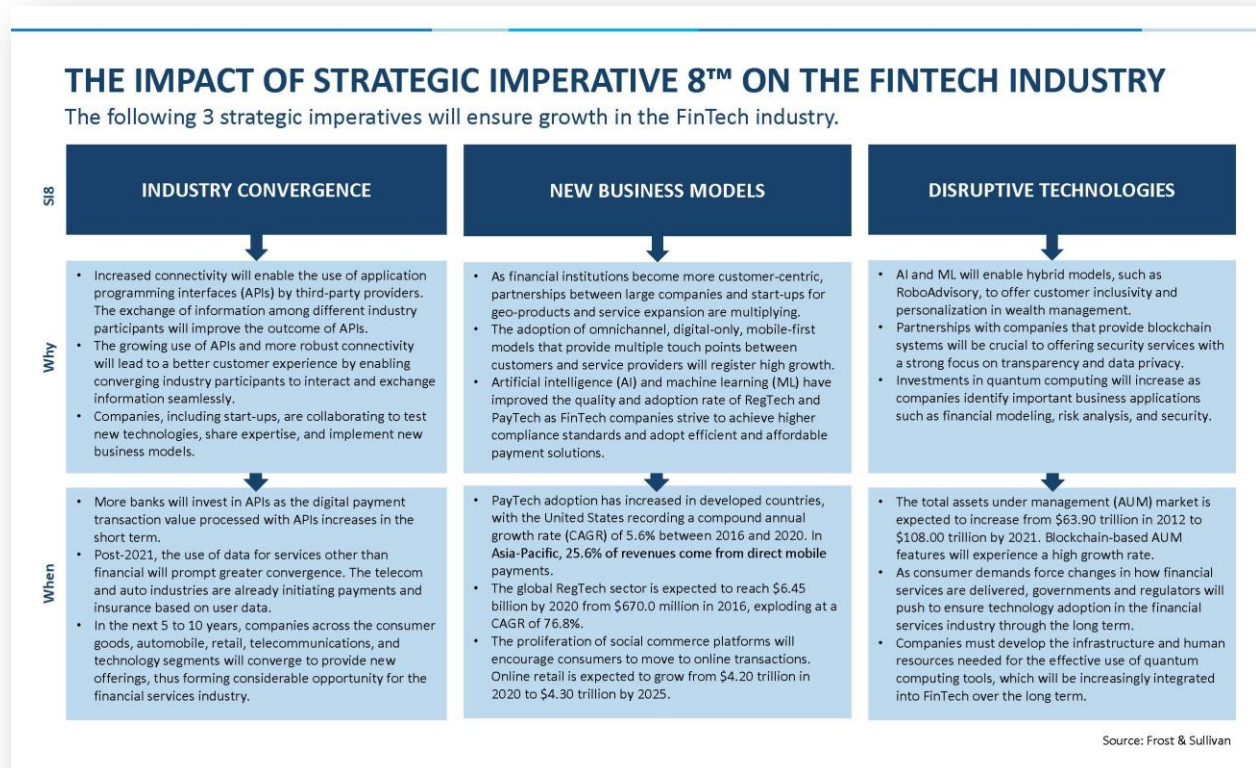 THE IMPACT OF STRATEGIC IMPERATIVE 8™ ON THE FINTECH INDUSTRY
The following 3 strategic imperatives will ensure growth in the FinTech industry.
SI8
INDUSTRY CONVERGENCE
NEW BUSINESS MODELS
DISRUPTIVE TECHNOLOGIES
Why
• Increased connectivity will enable the use of application
programming interfaces (APIs) by third-party providers.
The exchange of information among different industry
participants will improve the outcome of APIs.
• The growing use of APIs and more robust connectivity
will lead to a better customer experience by enabling
converging industry participants to interact and exchange
information seamlessly.
• Companies, including start-ups, are collaborating to test
new technologies, share expertise, and implement new
business models.
• As financial institutions become more customer-centric,
partnerships between large companies and start-ups for
geo-products and service expansion are multiplying.
• The adoption of omnichannel, digital-only, mobile-first
models that provide multiple touch points between
customers and service providers will register high growth.
• Artificial intelligence (AI) and machine learning (ML) have
improved the quality and adoption rate of RegTech and
PayTech as FinTech companies strive to achieve higher
compliance standards and adopt efficient and affordable
payment solutions.
• AI and ML will enable hybrid models, such as
RoboAdvisory, to offer customer inclusivity and
personalization in wealth management.
• Partnerships with companies that provide blockchain
systems will be crucial to offering security services with
a strong focus on transparency and data privacy.
• Investments in quantum computing will increase as
companies identify important business applications
such as financial modeling, risk analysis, and security.
When
• More banks will invest in APIs as the digital payment
transaction value processed with APIs increases in the
short term.
• Post-2021, the use of data for services other than
financial will prompt greater convergence. The telecom
and auto industries are already initiating payments and
insurance based on user data.
• In the next 5 to 10 years, companies across the consumer
goods, automobile, retail, telecommunications, and
technology segments will converge to provide new
offerings, thus forming considerable opportunity for the
financial services industry.
• PayTech adoption has increased in developed countries,
with the United States recording a compound annual
growth rate (CAGR) of 5.6% between 2016 and 2020. In
Asia-Pacific, 25.6% of revenues come from direct mobile
payments.
• The global RegTech sector is expected to reach $6.45
billion by 2020 from $670.0 million in 2016, exploding at a
CAGR of 76.8%.
• The proliferation of social commerce platforms will
encourage consumers to move to online transactions.
Online retail is expected to grow from $4.20 trillion in
2020 to $4.30 trillion by 2025.
• The total assets under management (AUM) market is
expected to increase from $63.90 trillion in 2012 to
$108.00 trillion by 2021. Blockchain-based AUM
features will experience a high growth rate.
• As consumer demands force changes in how financial
services are delivered, governments and regulators will
push to ensure technology adoption in the financial
services industry through the long term.
• Companies must develop the infrastructure and human
resources needed for the effective use of quantum
computing tools, which will be increasingly integrated
into FinTech over the long term.
Source: Frost & Sullivan